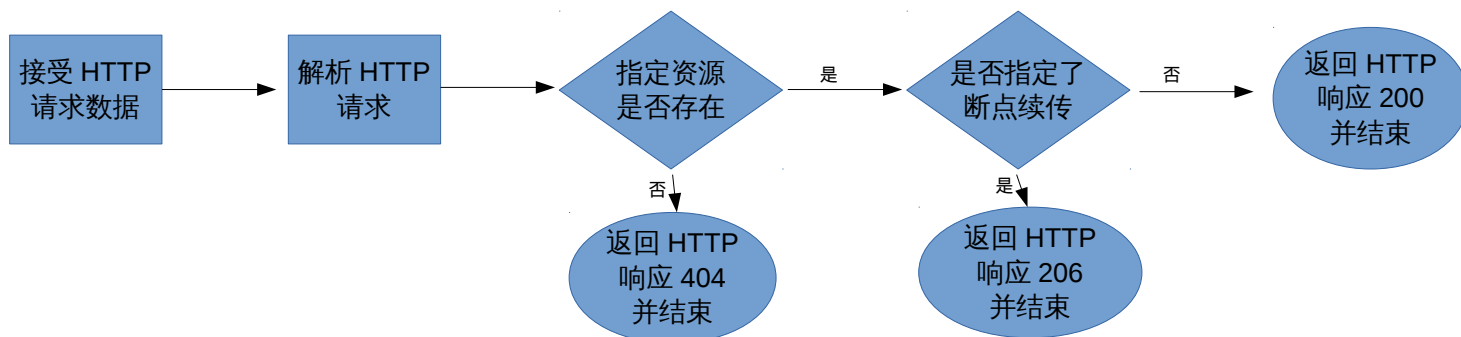 接受 HTTP
请求数据
解析 HTTP
请求
指定资源
是否存在
是
是否指定了
断点续传
否
返回 HTTP
响应 200
并结束
否
返回 HTTP
响应 404
并结束
是
返回 HTTP
响应 206
并结束